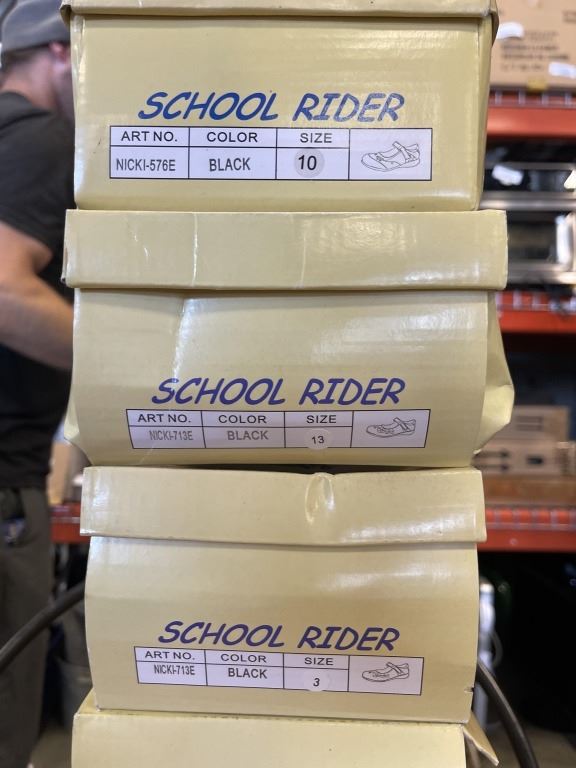 SCHOOL RIDER
ART NO. COLOR SIZE
NICKI-576E BLACK 10
SCHOOL RIDER
ART NO. COLOR SIZE
NICKI-713E BLACK 13
SCHOOL RIDER
ART NO. COLOR SIZE
NICKI-713E BLACK 3